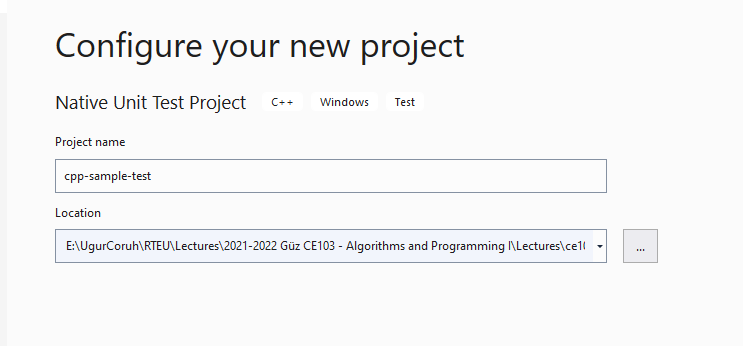 Configure your new project
Native Unit Test Project C++ Windows Test
Project name
cpp-sample-test
Location
E:\UgurCoruh\RTEU\Lectures\2021-2022 Güz CE103 - Algorithms and Programming I\Lectures\ce10
...